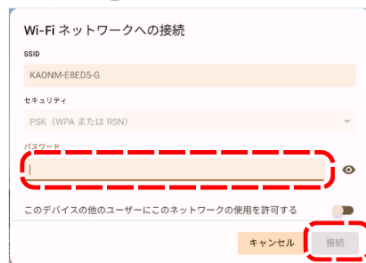 Wi-Fi ネットワークへの接続
SSID
KAONM-E8ED5-G
セキュリティ
PSK（WPA または RSN）
パスワード
このデバイスの他のユーザーにこのネットワークの使用を許可する
キャンセル 接続